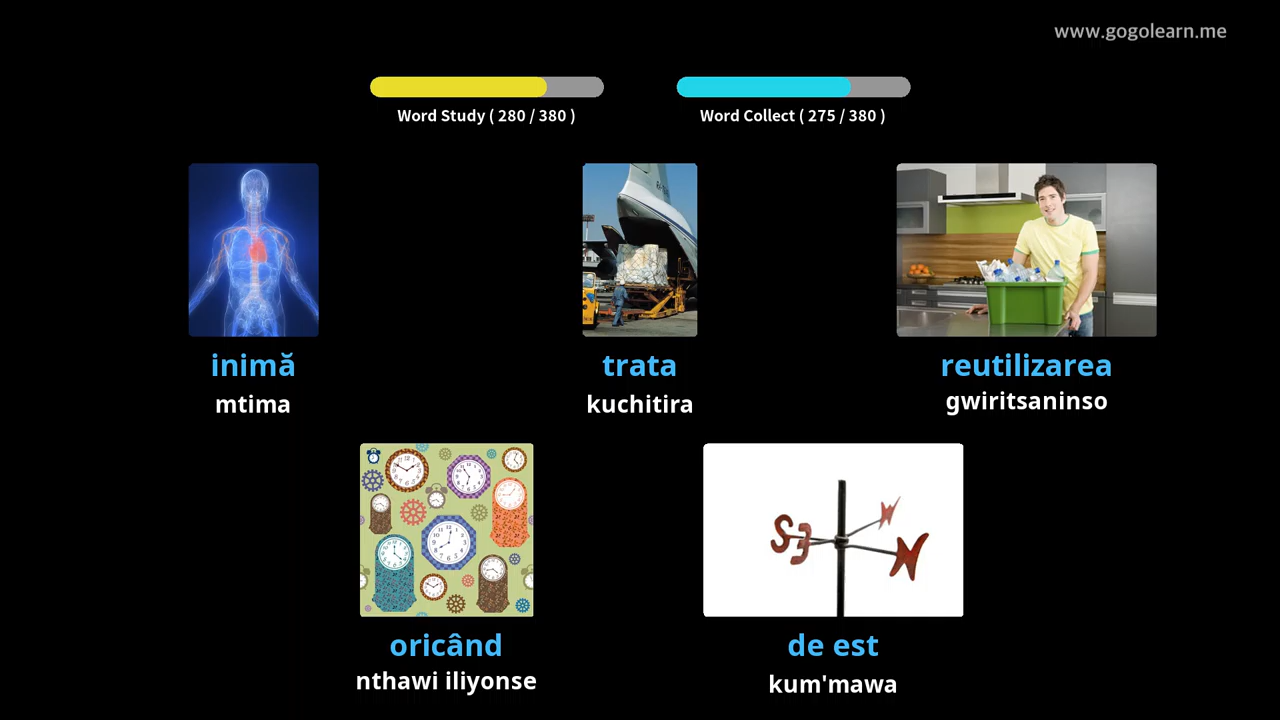 www.gogolearn.me
Word Study ( 280 / 380 )
Word Collect ( 275 / 380 )
inimă
trata
reutilizarea
mtima
kuchitira
gwiritsaninso
oricând
de est
nthawi iliyonse
kum'mawa